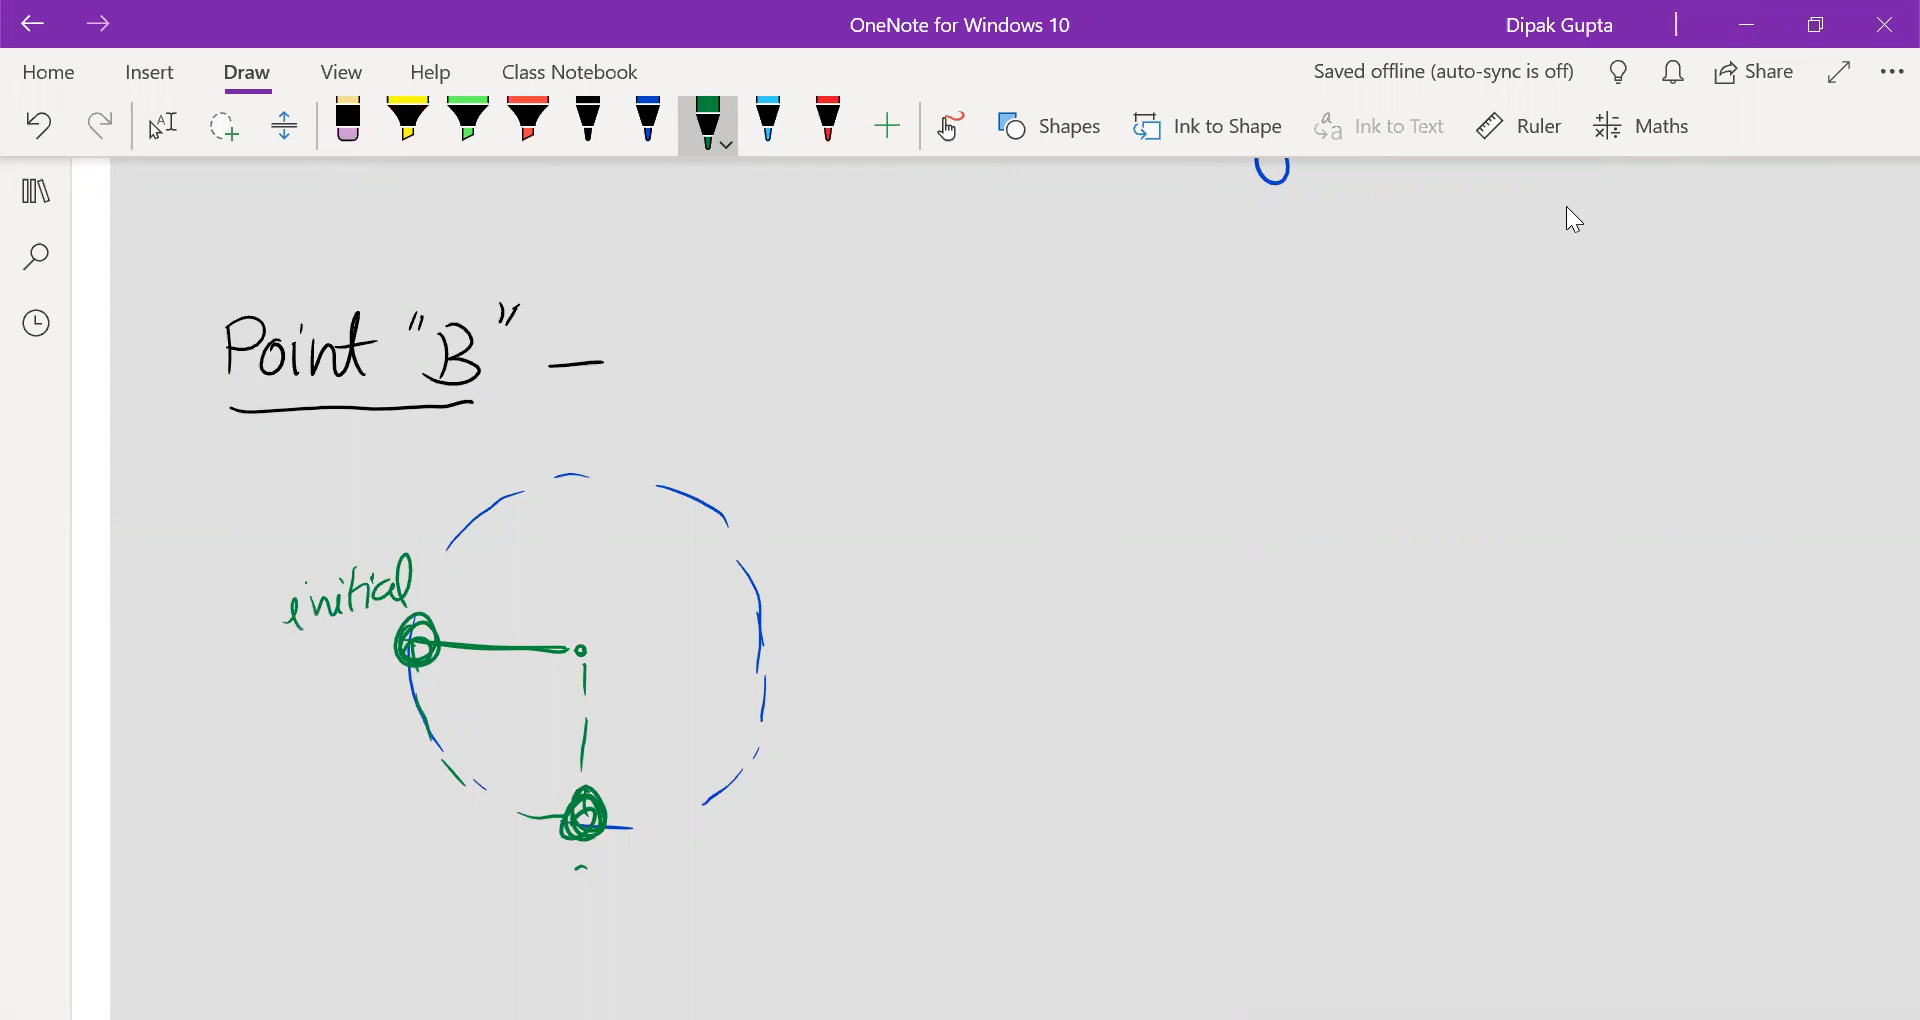 OneNote for Windows 10
Dipak Gupta
Home Insert Draw View Help Class Notebook
Saved offline (auto-sync is off) Share
Shapes Ink to Shape Ink to Text Ruler Maths
Point "B" —
initial